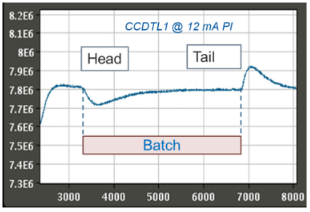 CCDTL1 @ 12 mA PI
8.2E6
8.1E6
8E6
7.9E6
7.8E6
7.7E6
7.6E6
7.5E6
7.4E6
7.3E6
Head
Tail
Batch
3000 4000 5000 6000 7000 8000